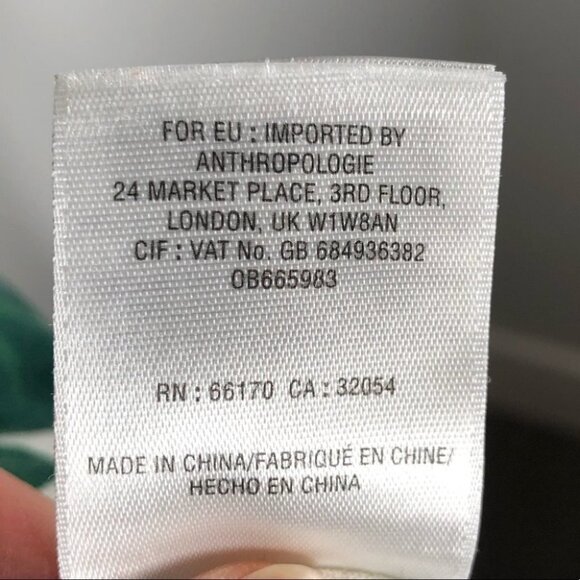 FOR EU : IMPORTED BY
ANTHROPOLOGIE
24 MARKET PLACE, 3RD FLOOR,
LONDON, UK W1W8AN
CIF : VAT No. GB 684936382
OB665983
RN : 66170 CA : 32054
MADE IN CHINA/FABRIQUÉ EN CHINE/
HECHO EN CHINA